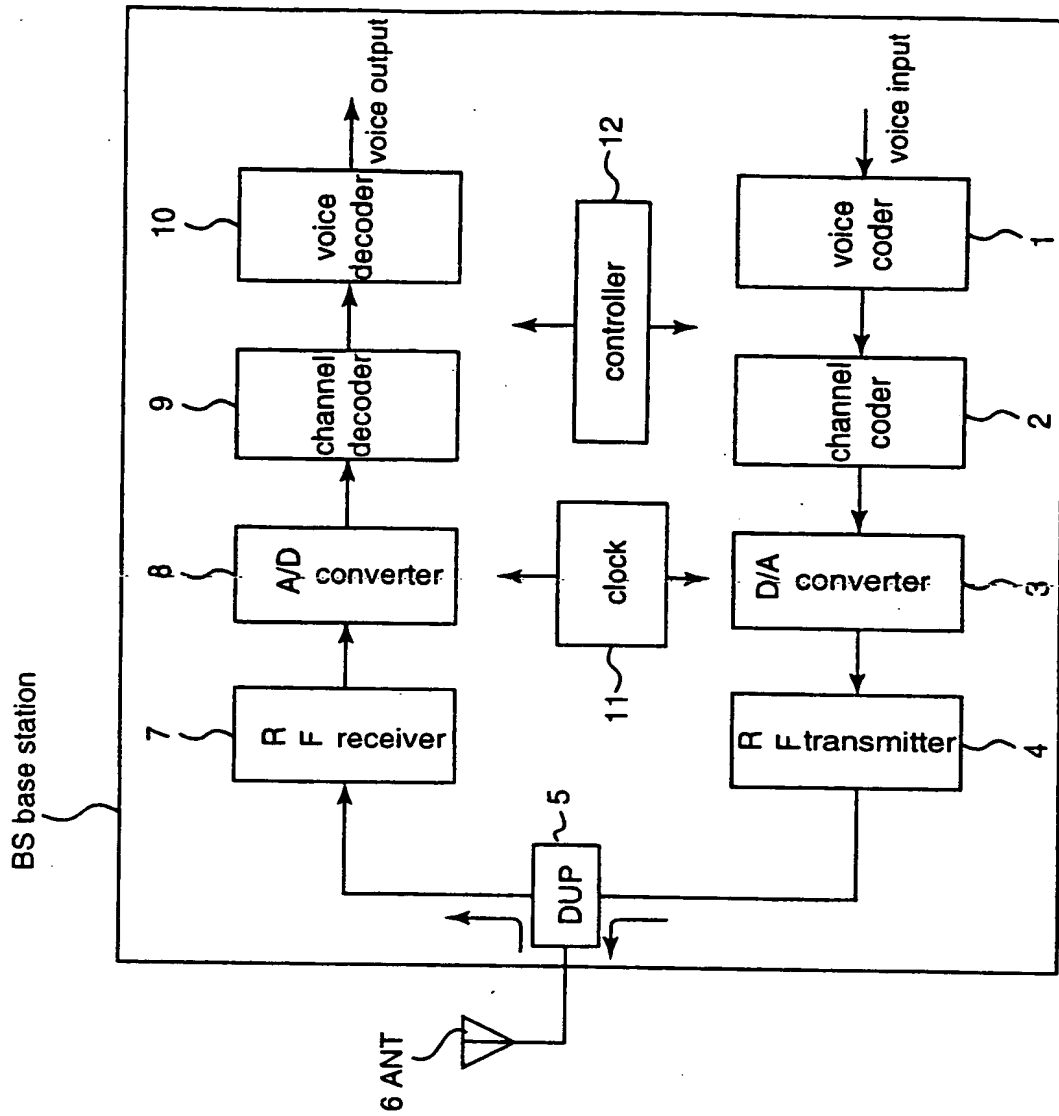 BS base station
6 ANT
DUP
5
7
R
F receiver
8
A/D
converter
9
channel
decoder
10
voice
decoder
voice output
11
clock
controller
12
R
F transmitter
4
D/A
converter
3
channel
coder
2
voice
coder
1
voice input